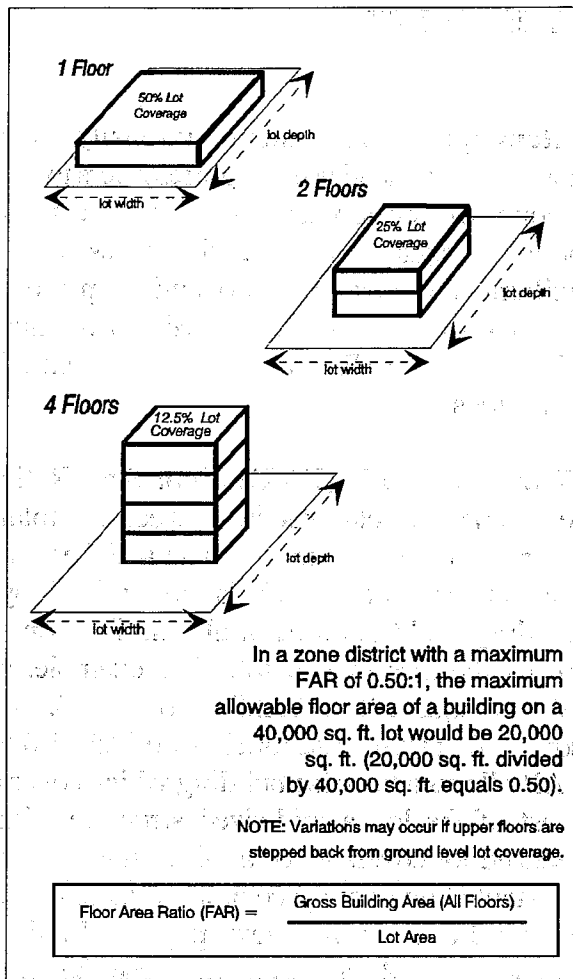 1 Floor
50% Lot
Coverage
lot depth
lot width
2 Floors
25% Lot
Coverage
lot depth
lot width
4 Floors
12.5% Lot
Coverage
lot depth
lot width
In a zone district with a maximum
FAR of 0.50:1, the maximum
allowable floor area of a building on a
40,000 sq. ft. lot would be 20,000
sq. ft. (20,000 sq. ft. divided
by 40,000 sq. ft. equals 0.50).
NOTE: Variations may occur if upper floors are
stepped back from ground level lot coverage.
Floor Area Ratio (FAR) = Gross Building Area (All Floors)
Lot Area